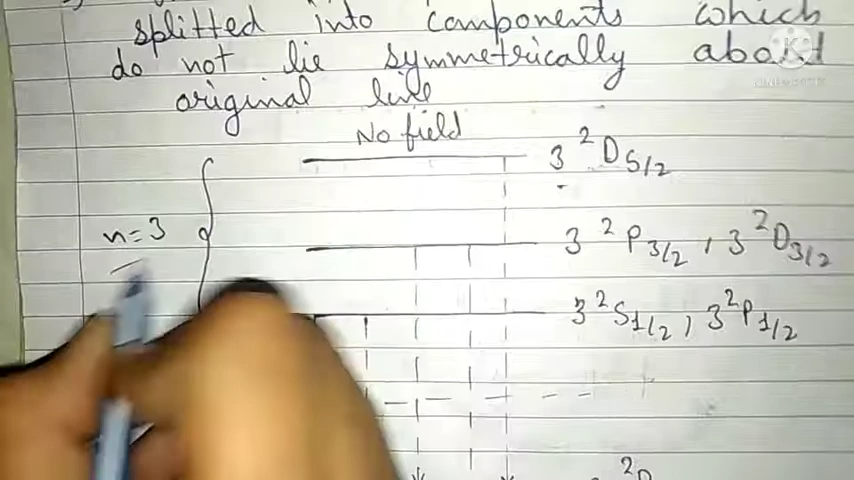 splitted into components which
do not lie symmetrically about
original line
No field
3 ²D5/2
n=3
3 ²P3/2 , 3 ²D3/2
3 ²S1/2 , 3 ²P1/2